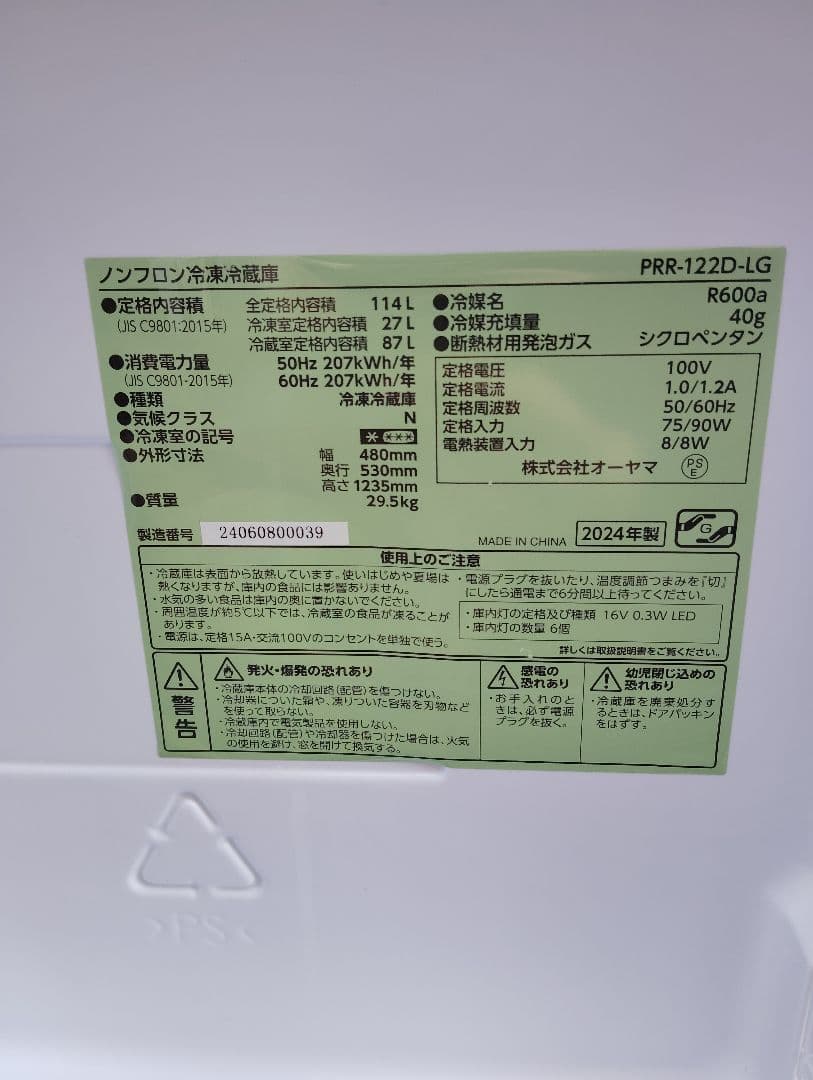 ノンフロン冷凍冷蔵庫
PRR-122D-LG
●定格内容積 全定格内容積 114 L
(JIS C9801:2015年) 冷凍室定格内容積 27 L
冷蔵室定格内容積 87 L
●消費電力量 50Hz 207kWh/年
(JIS C9801-2015年) 60Hz 207kWh/年
●種類 冷凍冷蔵庫
●気候クラス N
●冷凍室の記号
●外形寸法 幅 480mm
奥行 530mm
高さ 1235mm
●質量 29.5kg
●冷媒名 R600a
●冷媒充填量 40g
●断熱材用発泡ガス シクロペンタン
定格電圧 100V
定格電流 1.0/1.2A
定格周波数 50/60Hz
定格入力 75/90W
電熱装置入力 8/8W
株式会社オーヤマ PSE
製造番号 24060800039
MADE IN CHINA 2024年製 G
使用上のご注意
・冷蔵庫は表面から放熱しています。使いはじめや夏場は
熱くなりますが、庫内の食品には影響ありません。
・水気の多い食品は庫内の奥に置かないでください。
・周囲温度が約5℃以下では、冷蔵室の食品が凍ることが
あります。
・電源は、定格15A・交流100Vのコンセントを単独で使う。
・電源プラグを抜いたり、温度調節つまみを『切』
にしたら通電まで6分間以上待ってください。
・庫内灯の定格及び種類 16V 0.3W LED
・庫内灯の数量 6個
詳しくは取扱説明書をご覧ください。
警告
発火・爆発の恐れあり
・冷蔵庫本体の冷却回路(配管)を傷つけない。
・冷却器についた霜や、凍りついた容器を刃物など
を使って取らない。
・冷蔵庫内で電気製品を使用しない。
・冷却回路(配管)や冷却器を傷つけた場合は、火気
の使用を避け、窓を開けて換気する。
感電の
恐れあり
・お手入れのと
きは、必ず電源
プラグを抜く。
幼児閉じ込めの
恐れあり
・冷蔵庫を廃棄処分す
るときは、ドアパッキン
をはずす。
>PS<